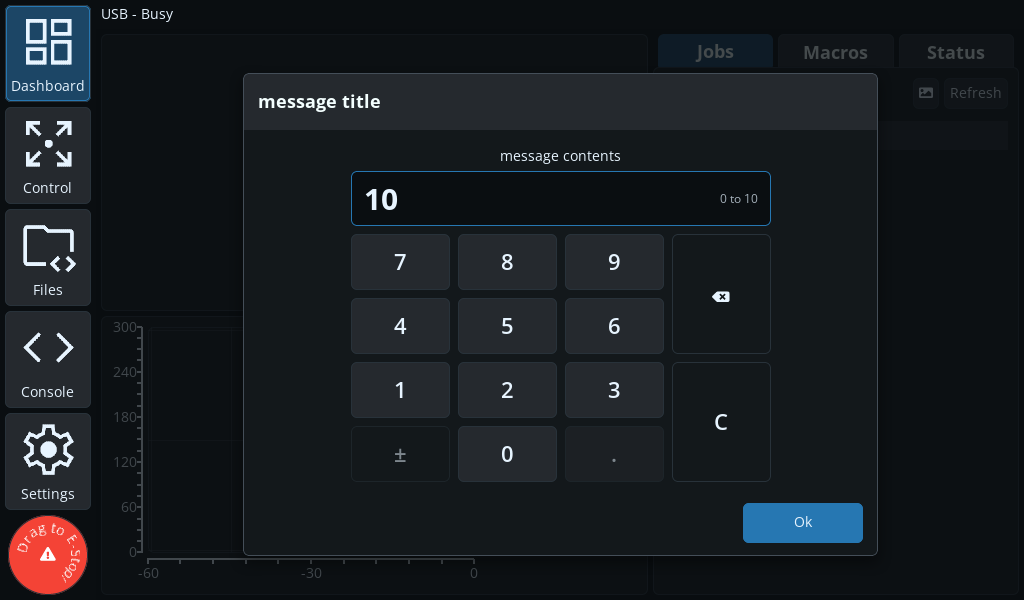 USB - Busy
Dashboard
Control
Files
Console
Settings
Drag to E-Stop!
Jobs
Macros
Status
Refresh
message title
message contents
10
0 to 10
7
8
9
4
5
6
1
2
3
C
±
0
.
Ok
300
240
180
120
60
0
-60
-30
0